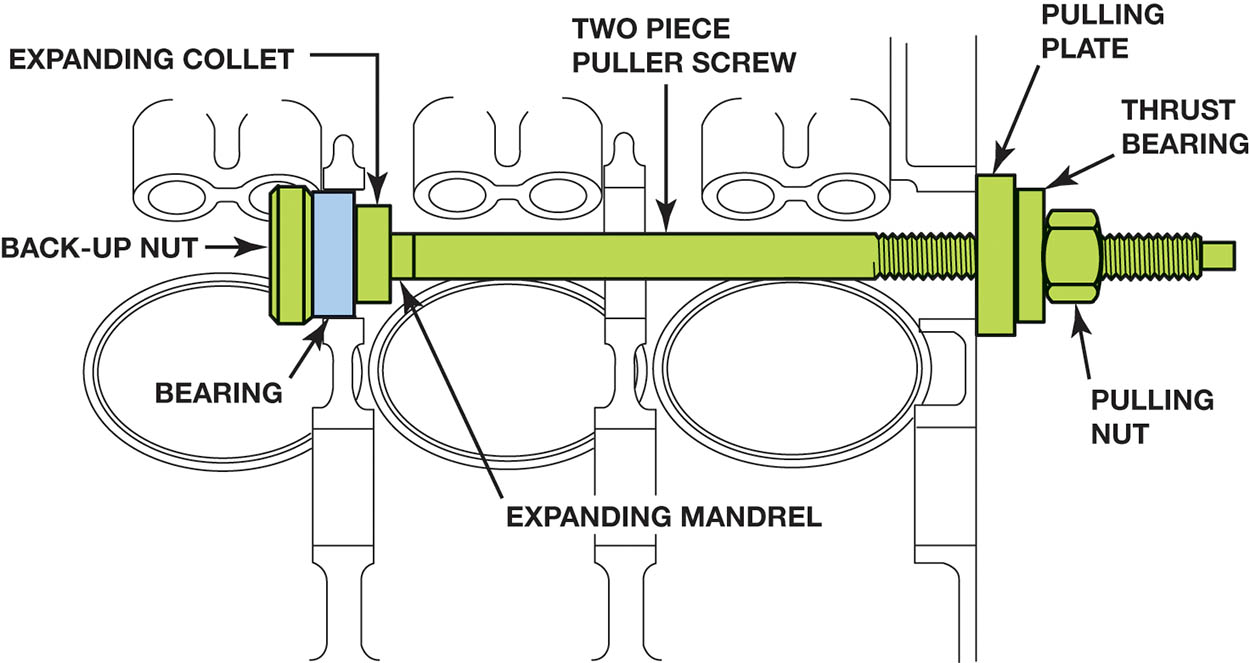 TWO PIECE
PULLER SCREW
PULLING
PLATE
EXPANDING COLLET
THRUST
BEARING
BACK-UP NUT
BEARING
PULLING
NUT
EXPANDING MANDREL